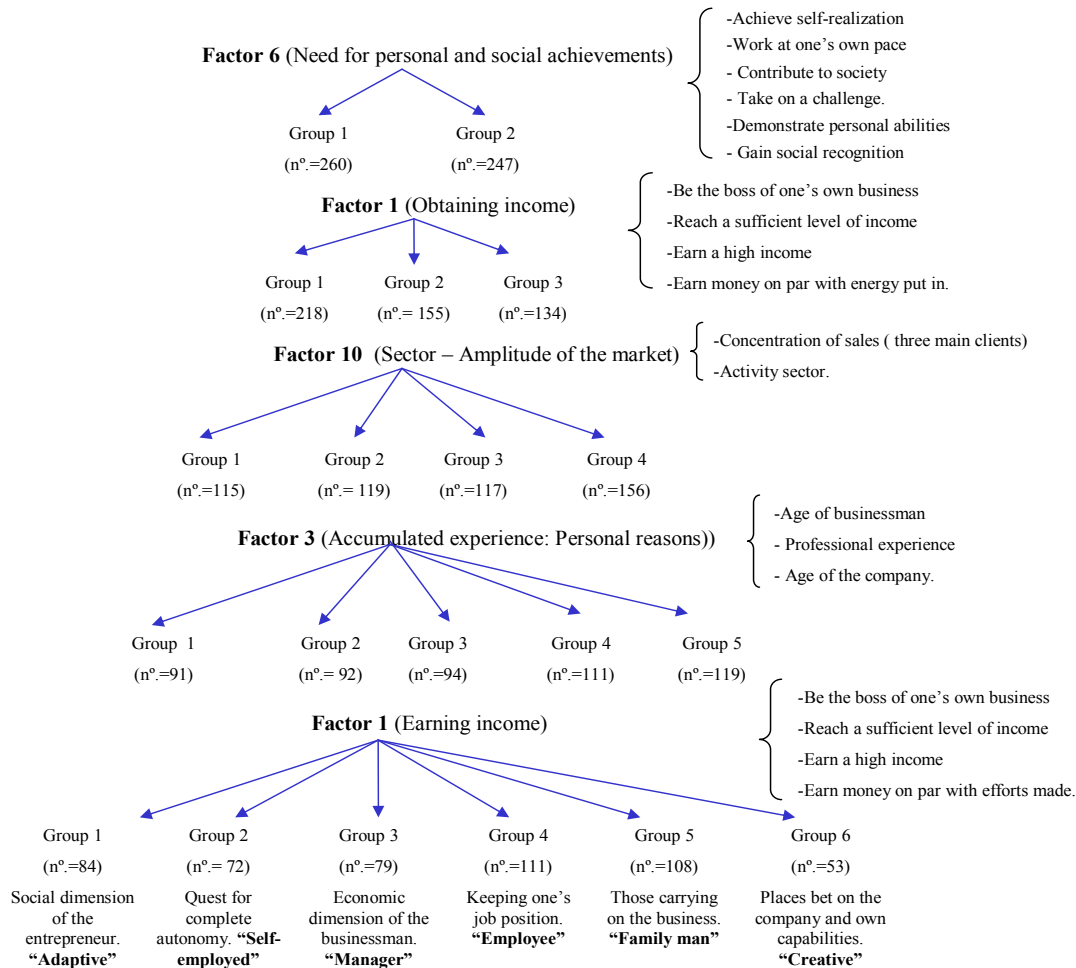 -Achieve self-realization
-Work at one's own pace
- Contribute to society
- Take on a challenge.
-Demonstrate personal abilities
- Gain social recognition
Factor 6 (Need for personal and social achievements)
Group 1
(nº.=260)
Group 2
(nº.=247)
-Be the boss of one's own business
-Reach a sufficient level of income
-Earn a high income
-Earn money on par with energy put in.
Factor 1 (Obtaining income)
Group 1
(nº.=218)
Group 2
(nº.= 155)
Group 3
(nº.=134)
-Concentration of sales ( three main clients)
-Activity sector.
Factor 10 (Sector – Amplitude of the market)
Group 1
(nº.=115)
Group 2
(nº.= 119)
Group 3
(nº.=117)
Group 4
(nº.=156)
-Age of businessman
- Professional experience
- Age of the company.
Factor 3 (Accumulated experience: Personal reasons))
Group 1
(nº.=91)
Group 2
(nº.= 92)
Group 3
(nº.=94)
Group 4
(nº.=111)
Group 5
(nº.=119)
-Be the boss of one's own business
-Reach a sufficient level of income
-Earn a high income
-Earn money on par with efforts made.
Factor 1 (Earning income)
Group 1
(nº.=84)
Social dimension
of the
entrepreneur.
“Adaptive”
Group 2
(nº.= 72)
Quest for
complete
autonomy. “Self-
employed”
Group 3
(nº.=79)
Economic
dimension of the
businessman.
“Manager”
Group 4
(nº.=111)
Keeping one's
job position.
“Employee”
Group 5
(nº.=108)
Those carrying
on the business.
“Family man”
Group 6
(nº.=53)
Places bet on the
company and own
capabilities.
“Creative”